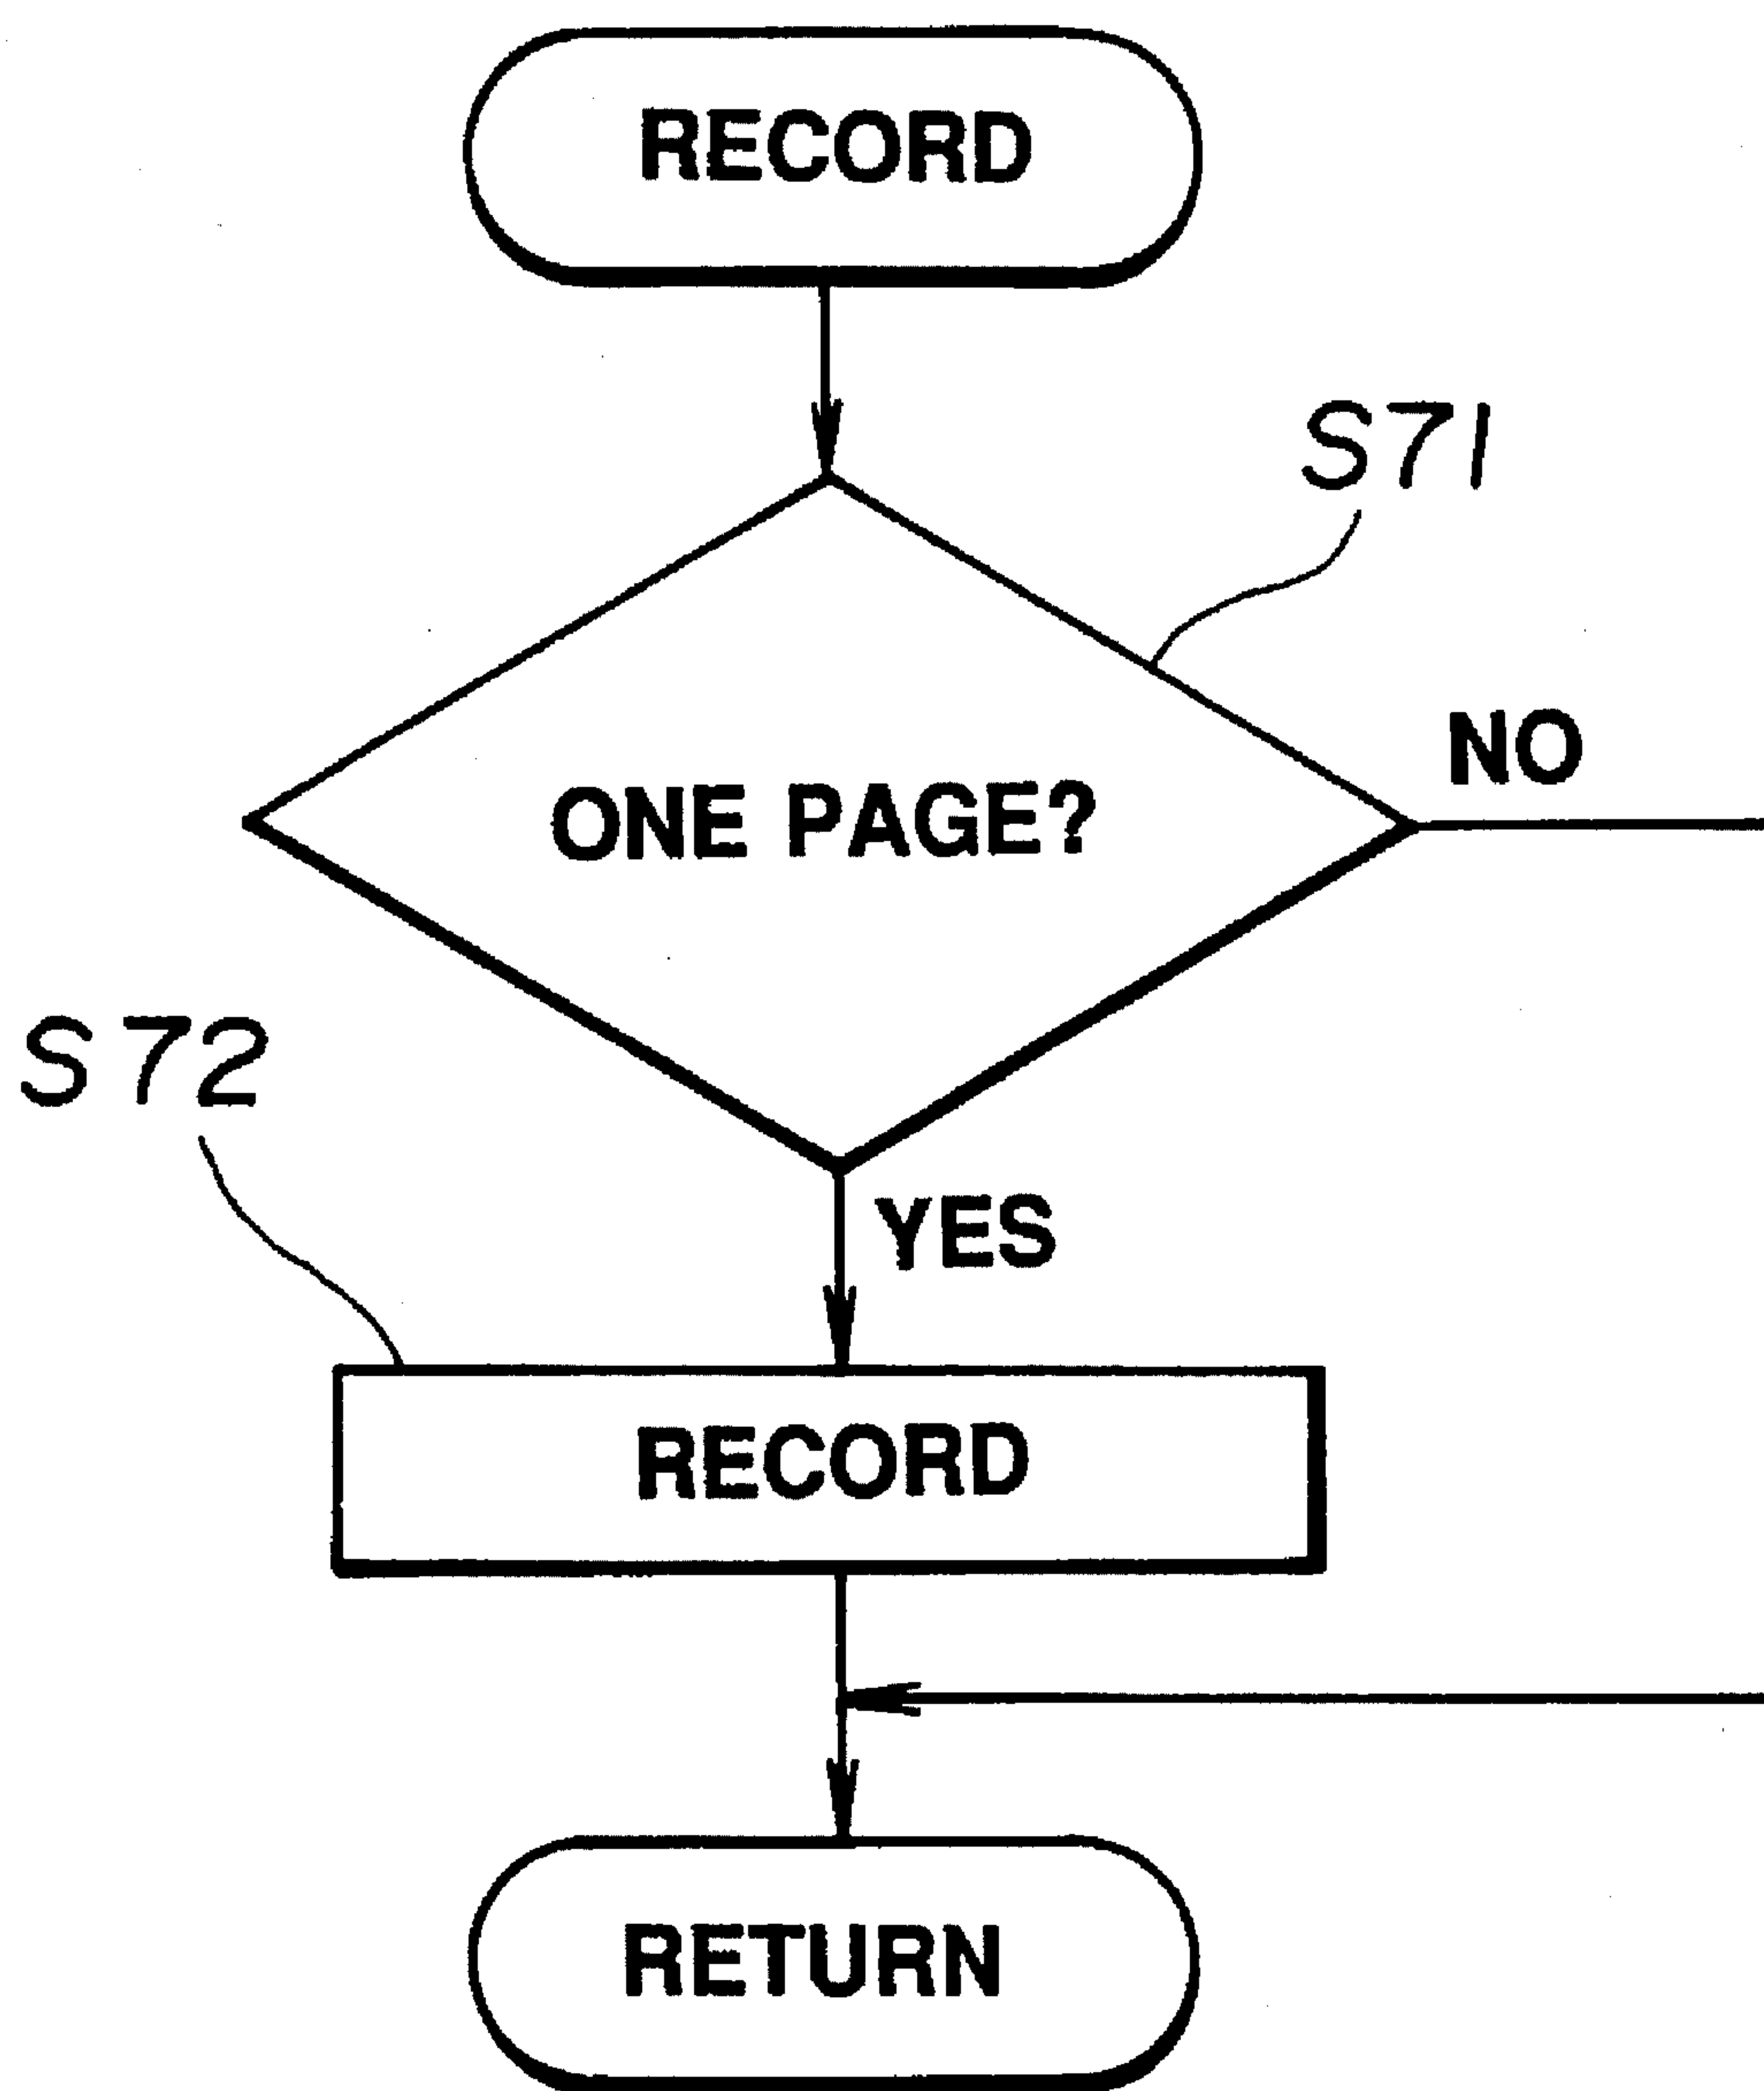 RECORD
S71
ONE PAGE?
NO
S72
YES
RECORD
RETURN